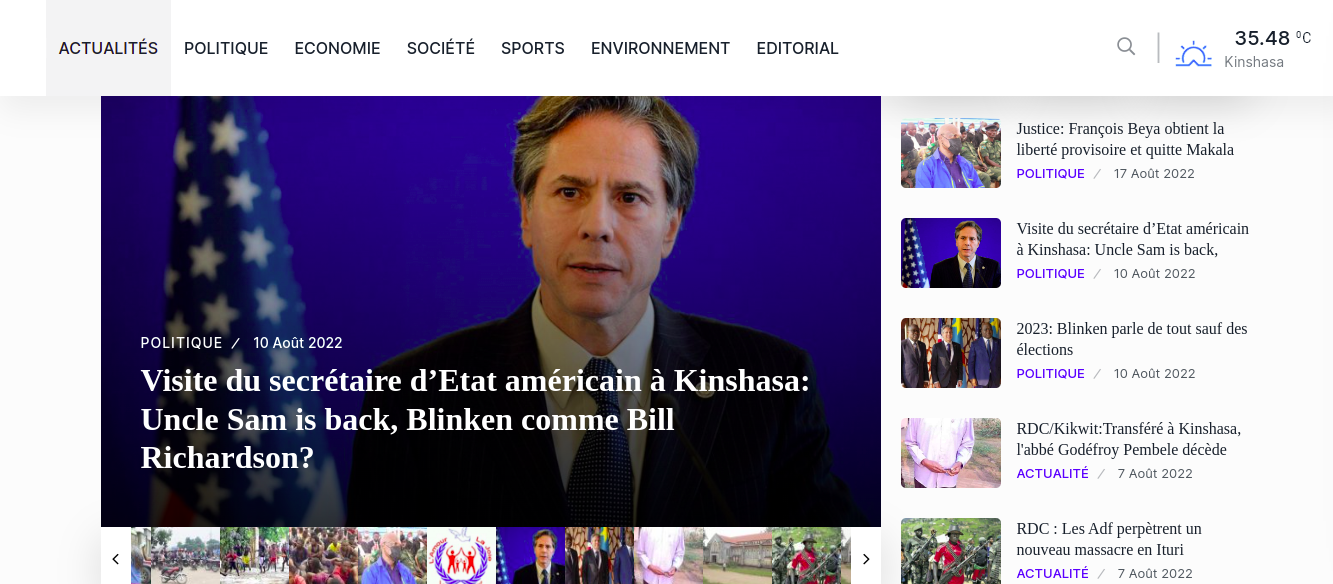 ACTUALITÉS POLITIQUE ECONOMIE SOCIÉTÉ SPORTS ENVIRONNEMENT EDITORIAL
35.48 °C
Kinshasa
POLITIQUE / 10 Août 2022
Visite du secrétaire d’Etat américain à Kinshasa:
Uncle Sam is back, Blinken comme Bill
Richardson?
Justice: François Beya obtient la
liberté provisoire et quitte Makala
POLITIQUE / 17 Août 2022
Visite du secrétaire d’Etat américain
à Kinshasa: Uncle Sam is back,
POLITIQUE / 10 Août 2022
2023: Blinken parle de tout sauf des
élections
POLITIQUE / 10 Août 2022
RDC/Kikwit:Transféré à Kinshasa,
l'abbé Godéfroy Pembele décède
ACTUALITÉ / 7 Août 2022
RDC : Les Adf perpètrent un
nouveau massacre en Ituri
ACTUALITÉ / 7 Août 2022